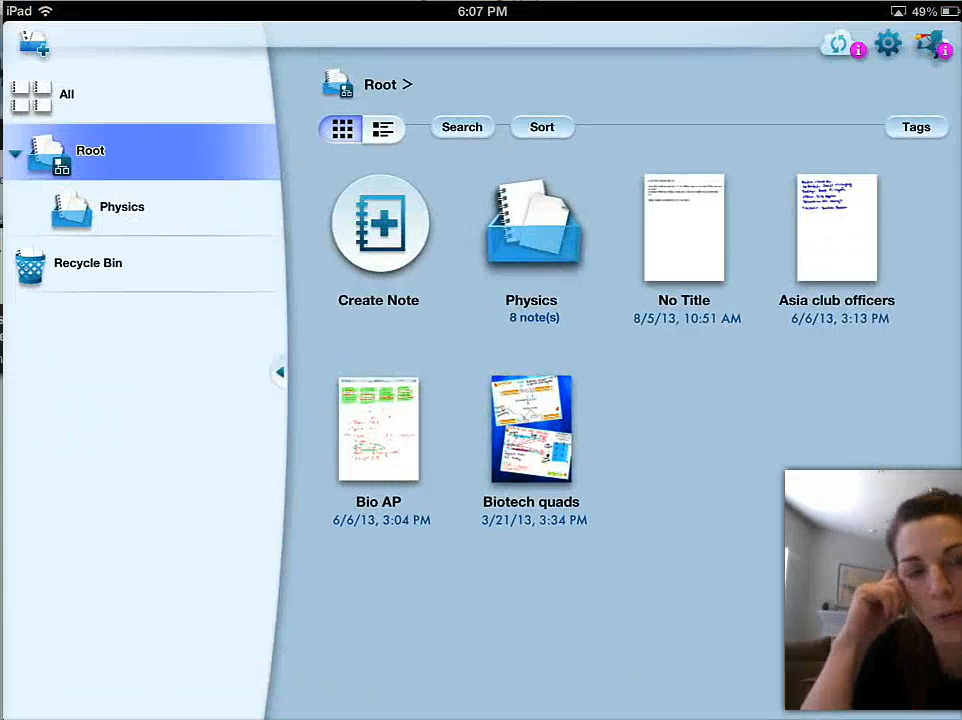 iPad 6:07 PM 49%
All
Root
Physics
Recycle Bin
Root >
Search Sort Tags
Create Note
Physics
8 note(s)
No Title
8/5/13, 10:51 AM
Asia club officers
6/6/13, 3:13 PM
Bio AP
6/6/13, 3:04 PM
Biotech quads
3/21/13, 3:34 PM